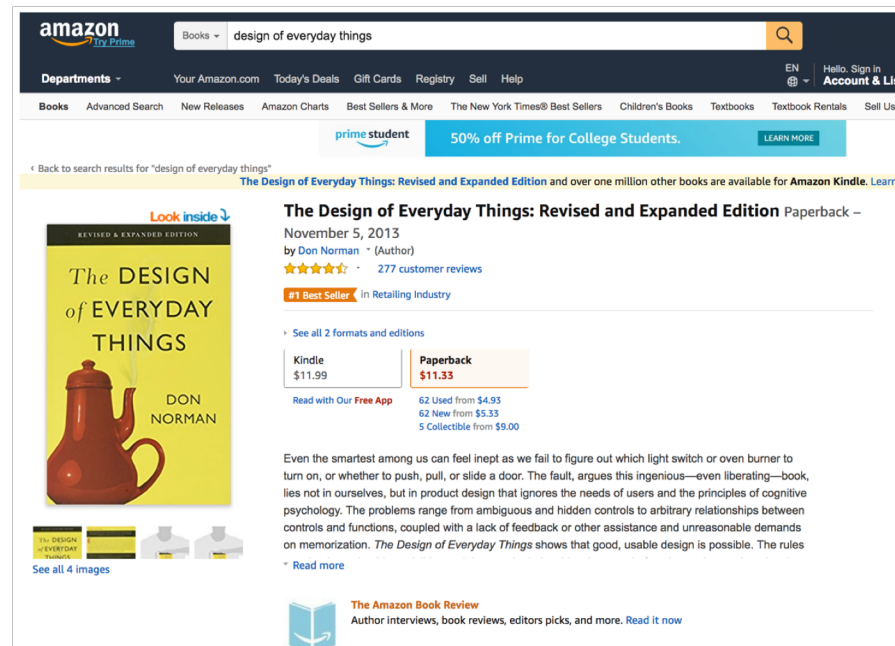 amazon
Try Prime
Books
design of everyday things
Departments
Your Amazon.com Today's Deals Gift Cards Registry Sell Help
EN
Hello. Sign in
Account & Lis
Books Advanced Search New Releases Amazon Charts Best Sellers & More The New York Times® Best Sellers Children's Books Textbooks Textbook Rentals Sell Us
prime student
50% off Prime for College Students.
LEARN MORE
‹ Back to search results for "design of everyday things"
The Design of Everyday Things: Revised and Expanded Edition and over one million other books are available for Amazon Kindle. Learn
Look inside
REVISED & EXPANDED EDITION
The DESIGN
of EVERYDAY
THINGS
DON
NORMAN
See all 4 images
The Design of Everyday Things: Revised and Expanded Edition Paperback –
November 5, 2013
by Don Norman (Author)
277 customer reviews
#1 Best Seller in Retailing Industry
See all 2 formats and editions
Kindle
$11.99
Paperback
$11.33
Read with Our Free App
62 Used from $4.93
62 New from $5.33
5 Collectible from $9.00
Even the smartest among us can feel inept as we fail to figure out which light switch or oven burner to
turn on, or whether to push, pull, or slide a door. The fault, argues this ingenious—even liberating—book,
lies not in ourselves, but in product design that ignores the needs of users and the principles of cognitive
psychology. The problems range from ambiguous and hidden controls to arbitrary relationships between
controls and functions, coupled with a lack of feedback or other assistance and unreasonable demands
on memorization. The Design of Everyday Things shows that good, usable design is possible. The rules
Read more
The Amazon Book Review
Author interviews, book reviews, editors picks, and more. Read it now